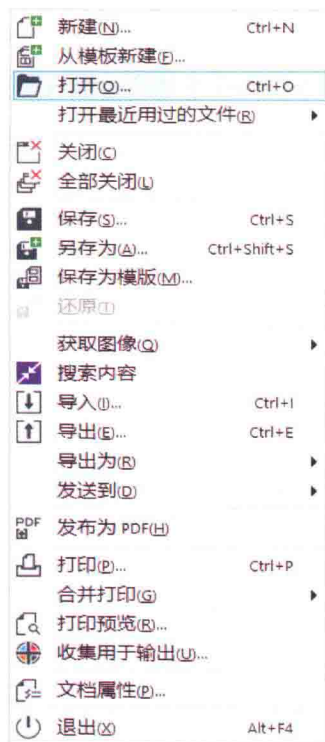 新建(N)... Ctrl+N
从模板新建(F)...
打开(O)... Ctrl+O
打开最近用过的文件(R)
关闭(C)
全部关闭(L)
保存(S)... Ctrl+S
另存为(A)... Ctrl+Shift+S
保存为模版(M)...
还原(T)
获取图像(Q)
搜索内容
导入(I)... Ctrl+I
导出(E)... Ctrl+E
导出为(R)
发送到(D)
PDF 发布为 PDF(H)
打印(P)... Ctrl+P
合并打印(G)
打印预览(R)...
收集用于输出(U)...
文档属性(P)...
退出(X) Alt+F4